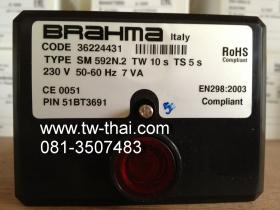 BRAHMA Italy
CODE 36224431
RoHS
Compliant
TYPE SM 592N.2 TW 10 s TS 5 s
230 V 50-60 Hz 7 VA
CE 0051
EN298:2003
PIN 51BT3691
Compliant
www.tw-thai.com
081-3507483